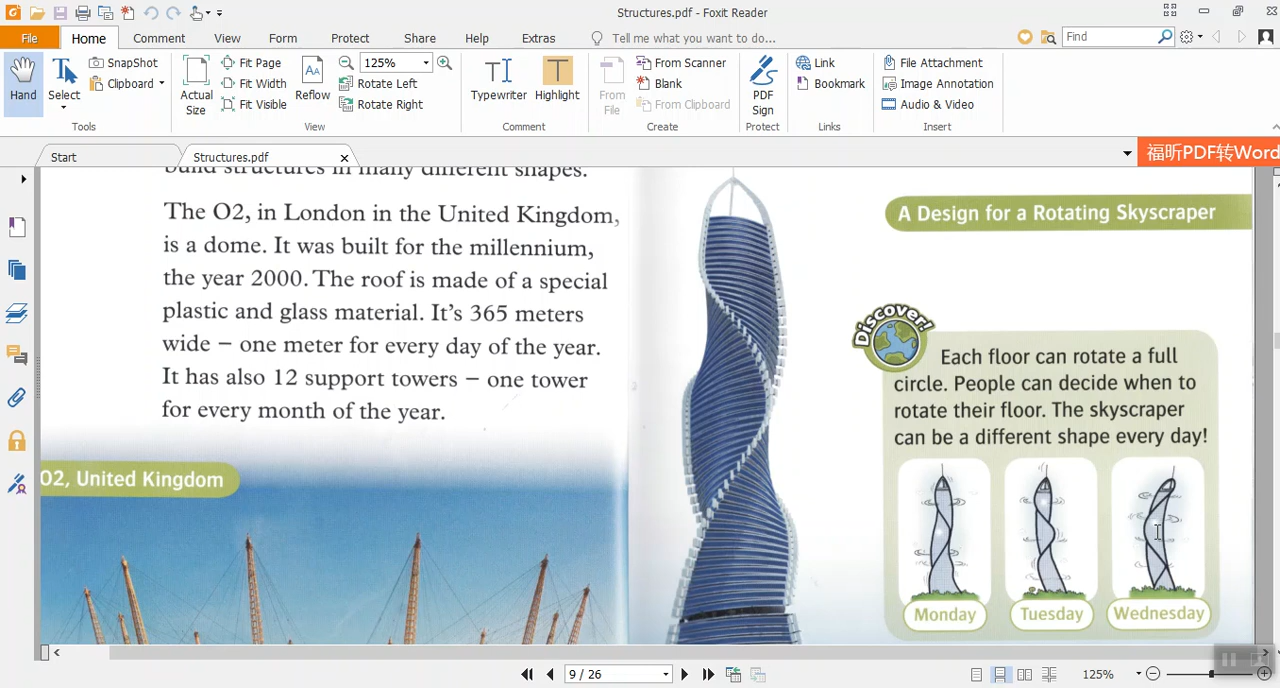 Structures.pdf - Foxit Reader
File
Home
Comment
View
Form
Protect
Share
Help
Extras
Tell me what you want to do...
Find
Hand
Select
SnapShot
Clipboard
Actual
Size
Fit Page
Fit Width
Fit Visible
Reflow
125%
Rotate Left
Rotate Right
Typewriter
Highlight
From
File
From Scanner
Blank
From Clipboard
PDF
Sign
Link
Bookmark
File Attachment
Image Annotation
Audio & Video
Tools
View
Comment
Create
Protect
Links
Insert
Start
Structures.pdf
福昕PDF转Word
build structures in many different shapes.
The O2, in London in the United Kingdom,
is a dome. It was built for the millennium,
the year 2000. The roof is made of a special
plastic and glass material. It's 365 meters
wide – one meter for every day of the year.
It has also 12 support towers – one tower
for every month of the year.
O2, United Kingdom
A Design for a Rotating Skyscraper
Discover!
Each floor can rotate a full
circle. People can decide when to
rotate their floor. The skyscraper
can be a different shape every day!
Monday
Tuesday
Wednesday
9 / 26
125%